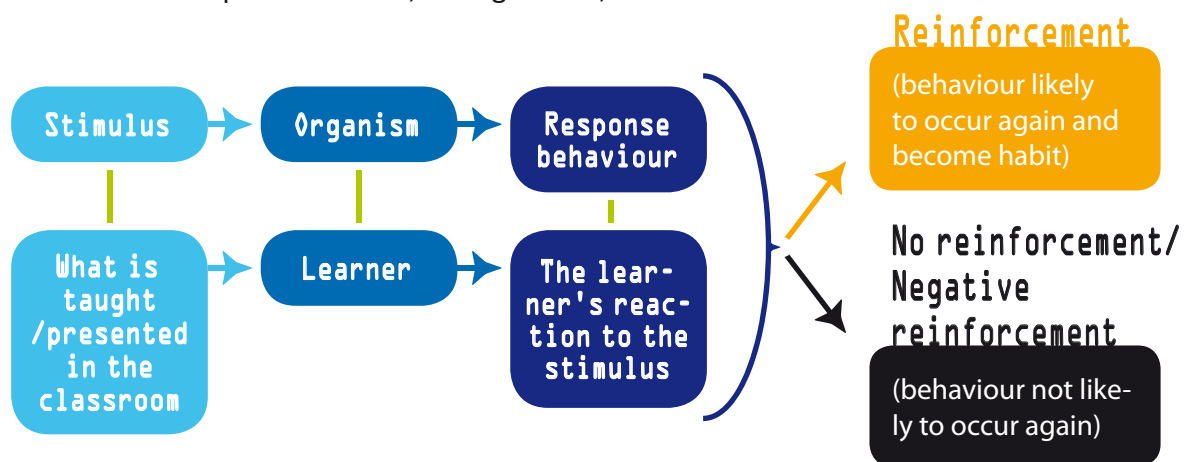 Reinforcement
(behaviour likely
to occur again and
become habit)
Stimulus
Organism
Response
behaviour
What is
taught
/presented
in the
classroom
Learner
The lear-
ner's reac-
tion to the
stimulus
No reinforcement/
Negative
reinforcement
(behaviour not like-
ly to occur again)